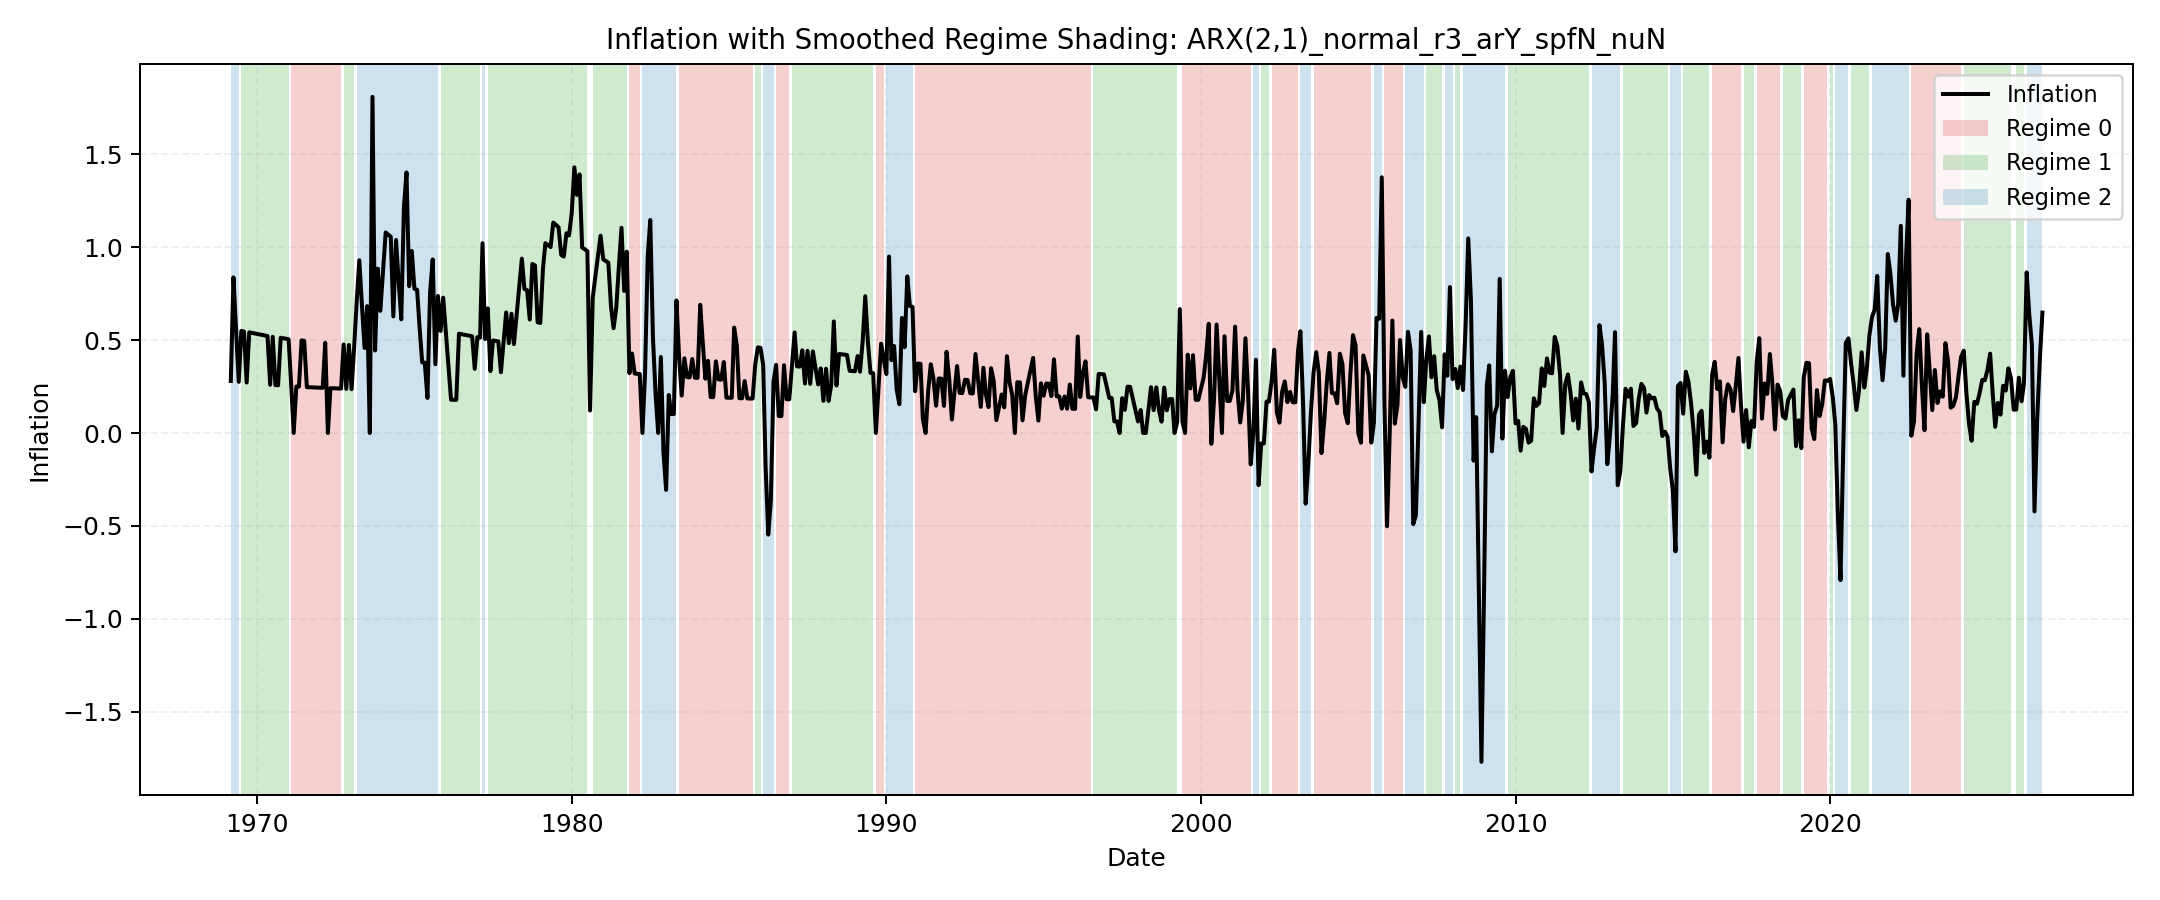 Inflation with Smoothed Regime Shading: ARX(2,1)_normal_r3_arY_spfN_nuN
Inflation
Regime 0
Regime 1
Regime 2
1.5
1.0
0.5
0.0
−0.5
−1.0
−1.5
Inflation
1970
1980
1990
2000
2010
2020
Date